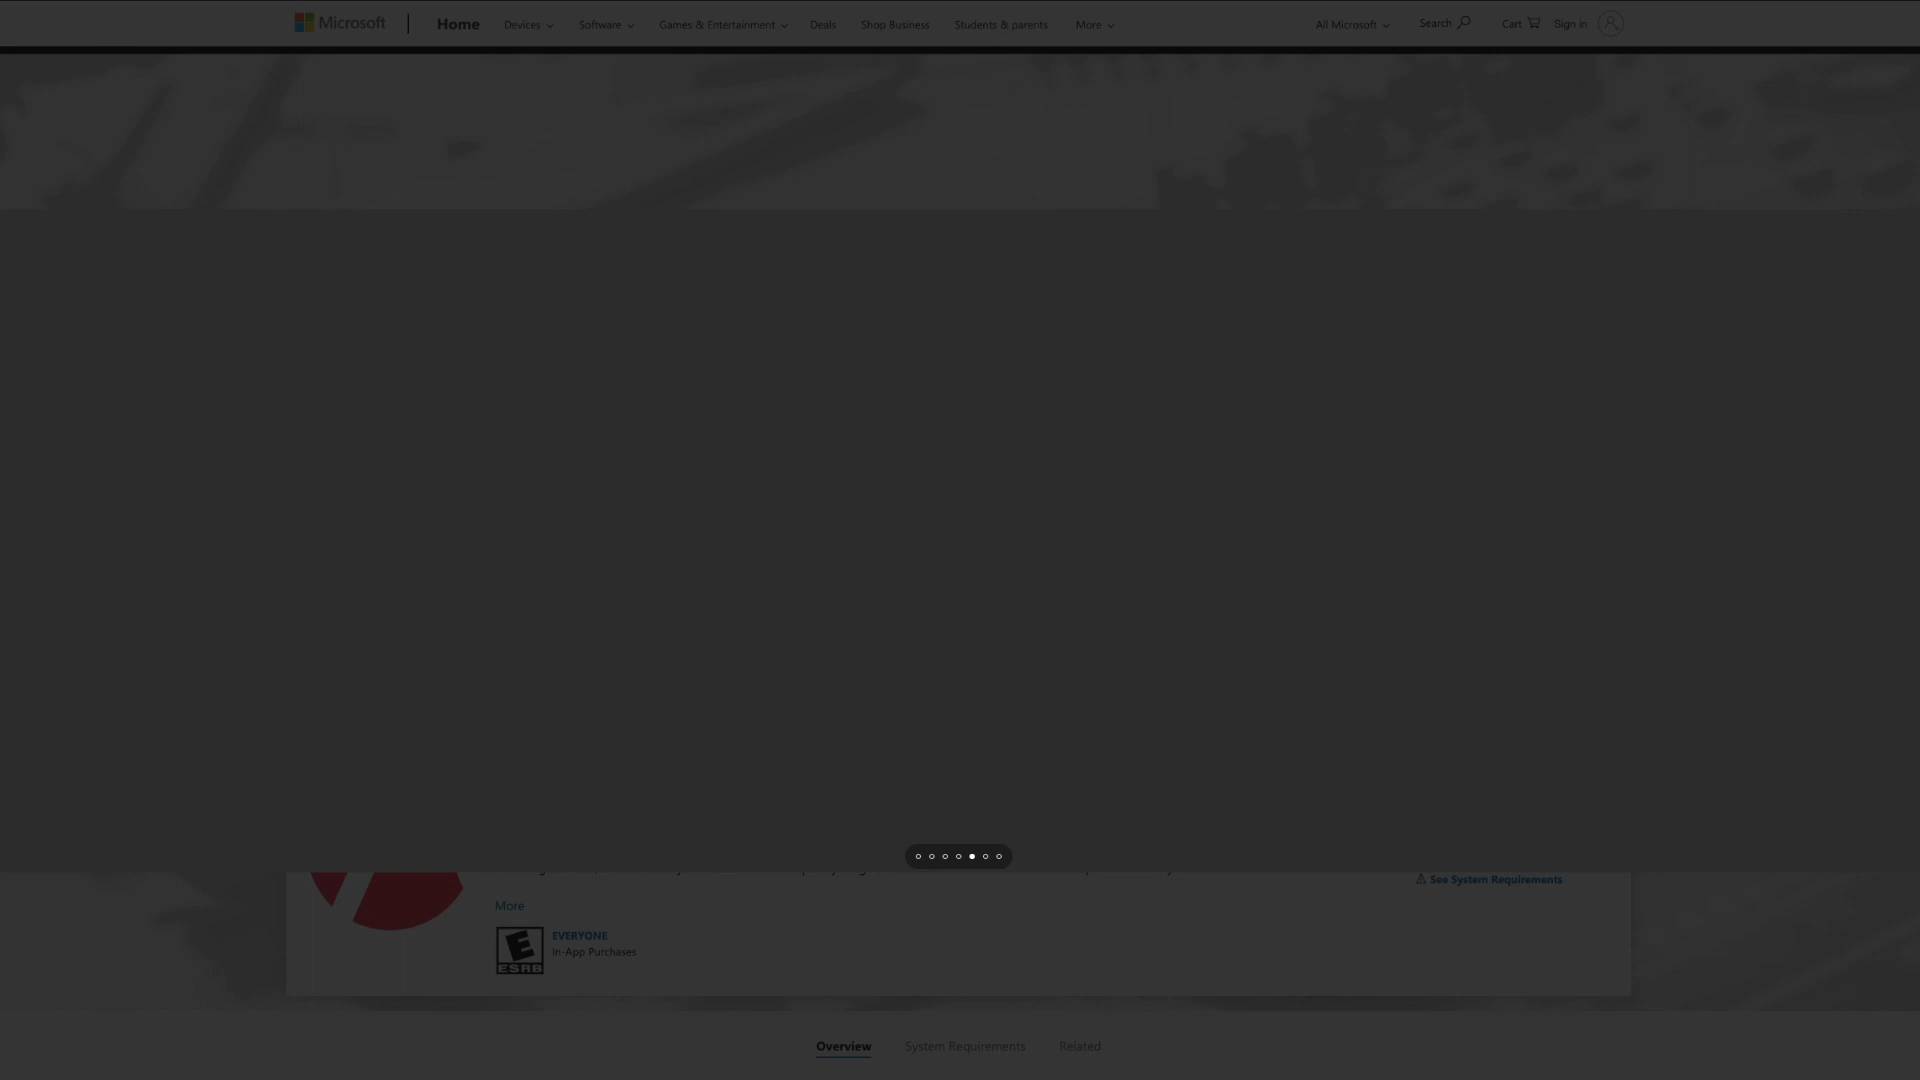 Microsoft
Home
Devices
Software
Games & Entertainment
Deals
Shop Business
Students & parents
More
All Microsoft
Search
Cart
Sign in
See System Requirements
More
E
ESRB
EVERYONE
In-App Purchases
Overview
System Requirements
Related